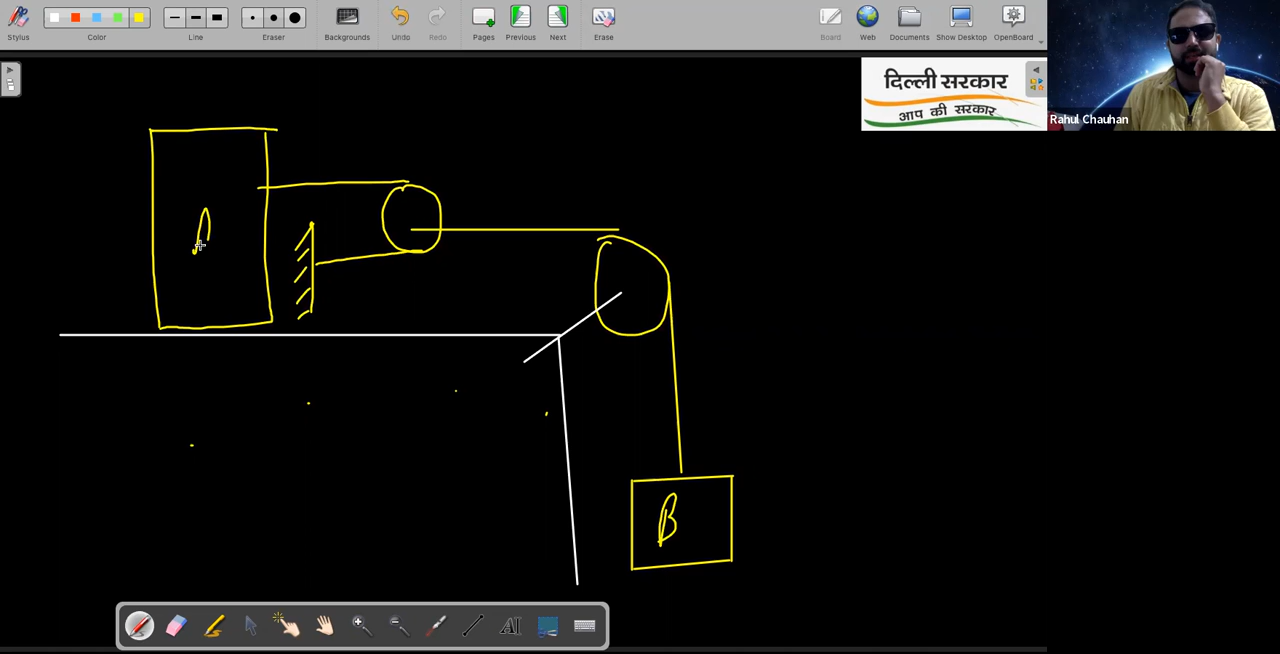 Stylus Color Line Eraser Backgrounds Undo Redo Pages Previous Next Erase Board Web Documents Show Desktop OpenBoard
दिल्ली सरकार
आप की सरकार
Rahul Chauhan
A
B
AI